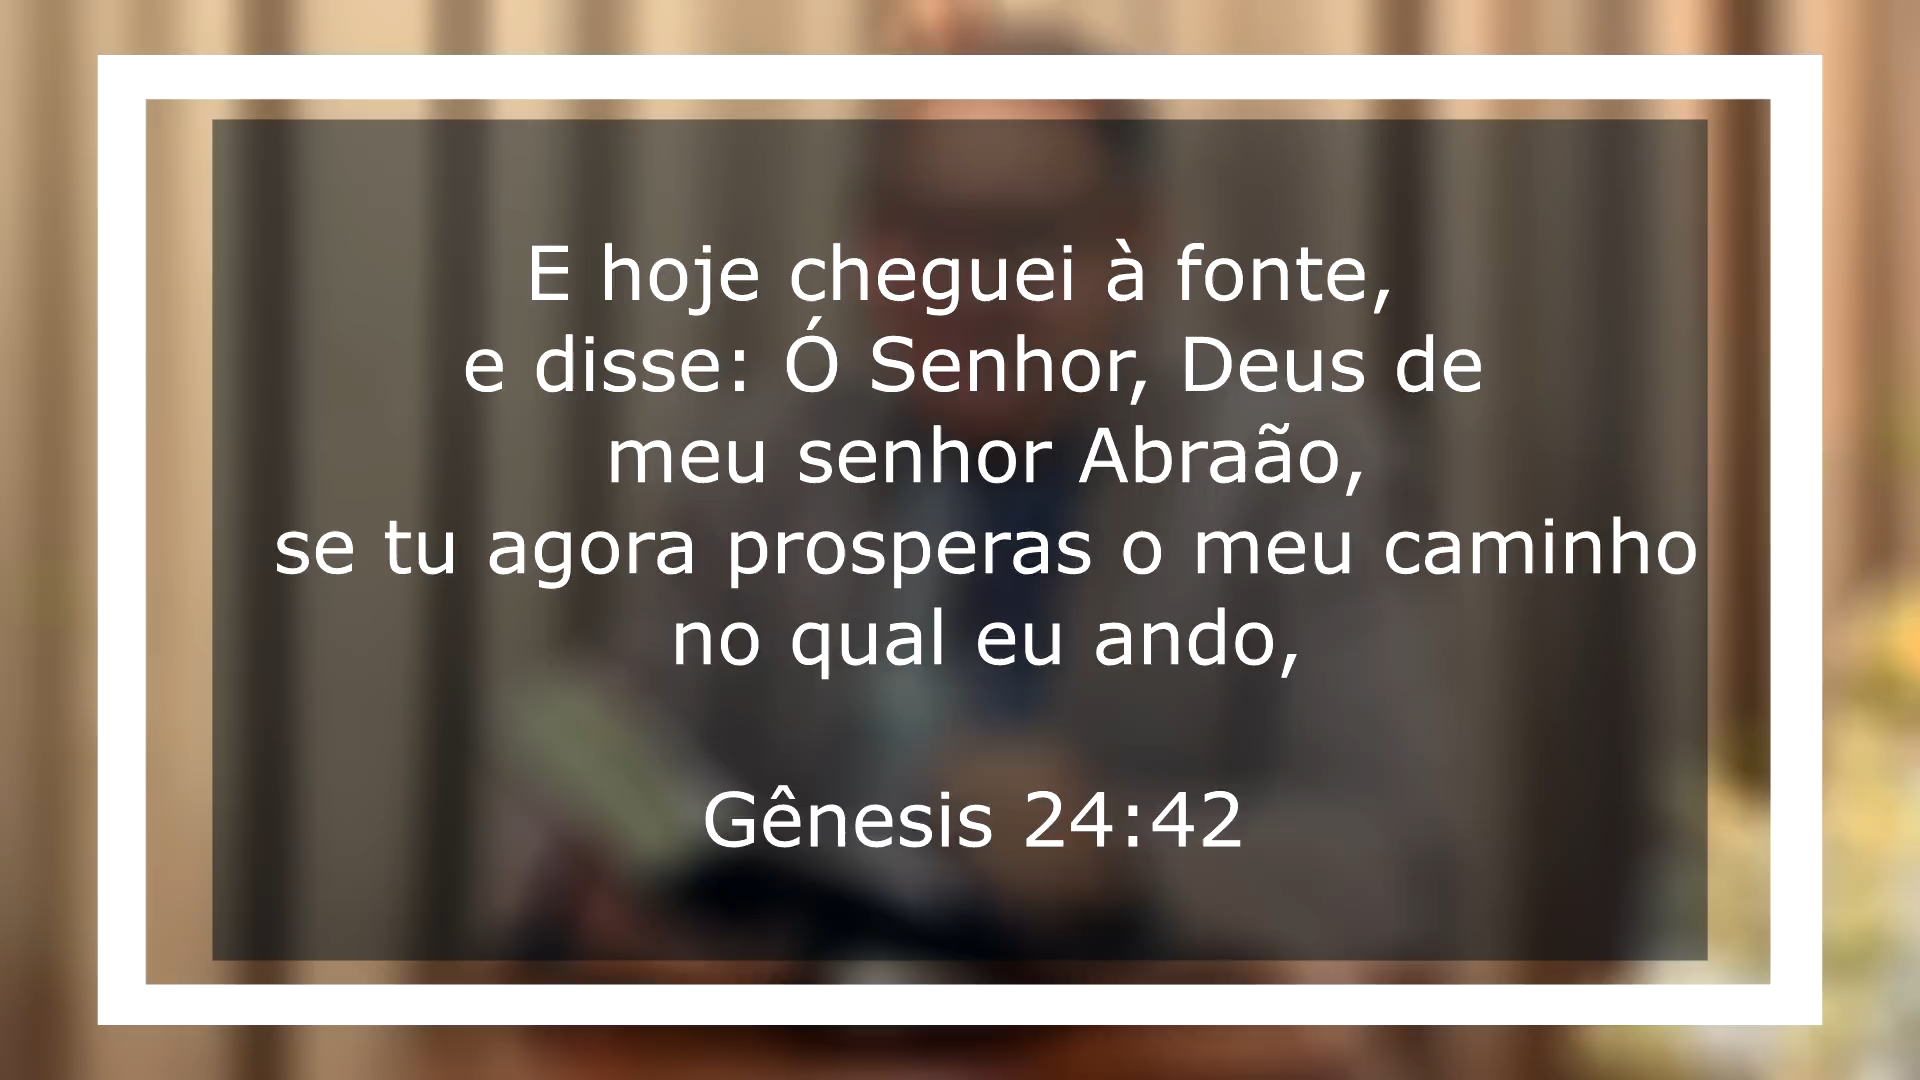 E hoje cheguei à fonte,
e disse: Ó Senhor, Deus de
meu senhor Abraão,
se tu agora prosperas o meu caminho
no qual eu ando,
Gênesis 24:42